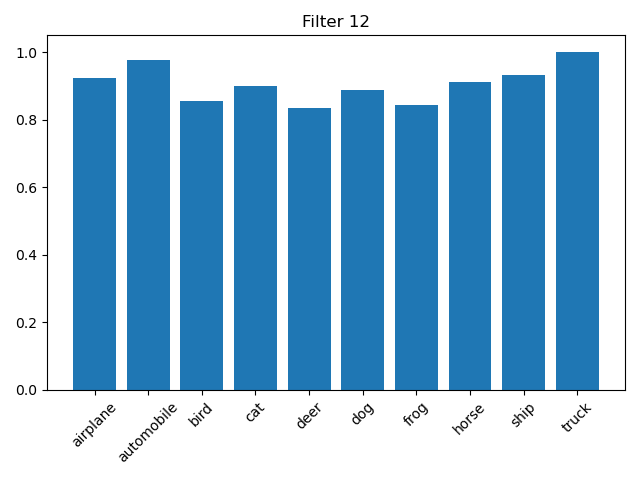 Filter 12
1.0
0.8
0.6
0.4
0.2
0.0
airplane
automobile
bird
cat
deer
dog
frog
horse
ship
truck